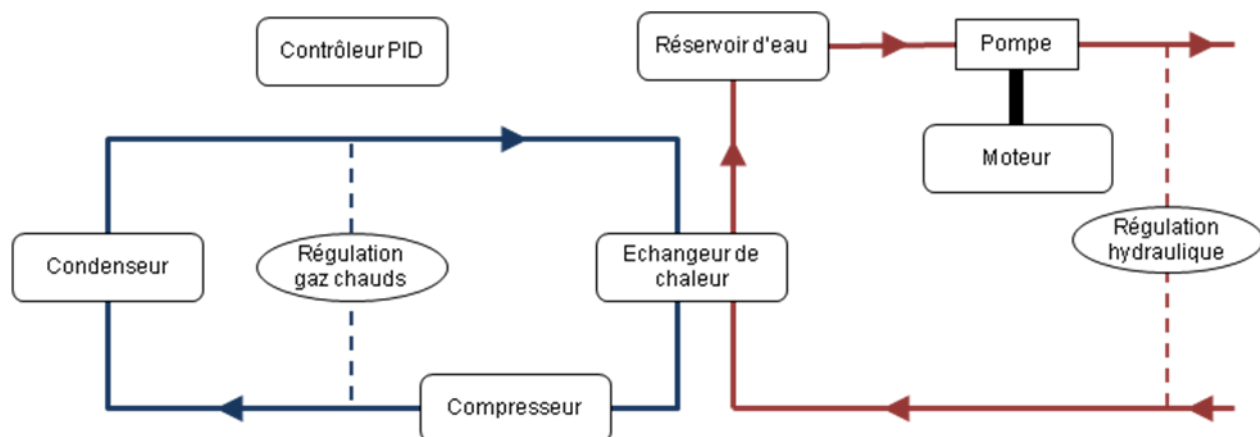 Contrôleur PID
Réservoir d'eau
Pompe
Moteur
Condenseur
Régulation
gaz chauds
Echangeur de
chaleur
Régulation
hydraulique
Compresseur